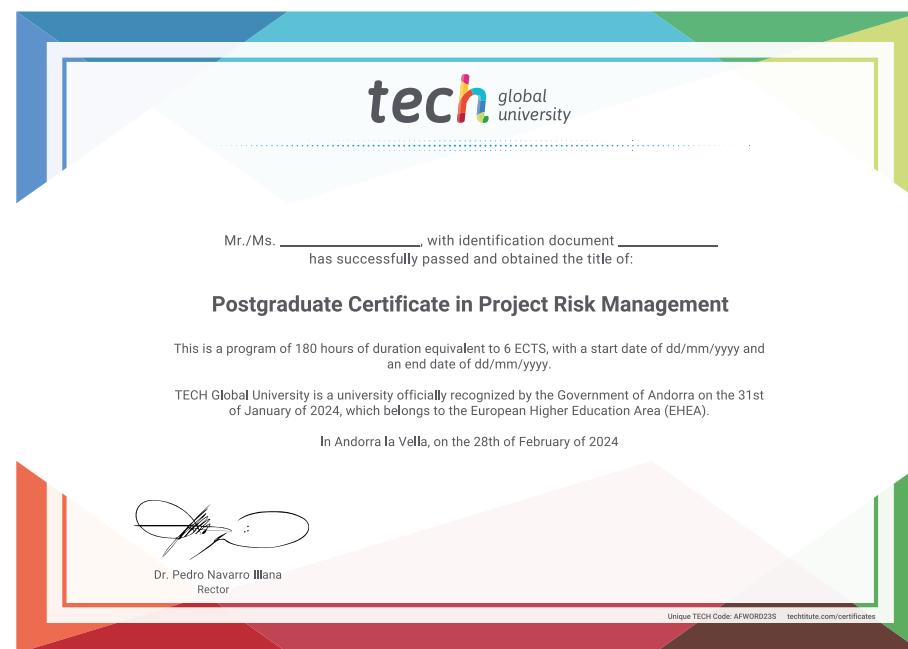 tech global university
Mr./Ms. ____________, with identification document ____________
has successfully passed and obtained the title of:
Postgraduate Certificate in Project Risk Management
This is a program of 180 hours of duration equivalent to 6 ECTS, with a start date of dd/mm/yyyy and
an end date of dd/mm/yyyy.
TECH Global University is a university officially recognized by the Government of Andorra on the 31st
of January of 2024, which belongs to the European Higher Education Area (EHEA).
In Andorra la Vella, on the 28th of February of 2024
Dr. Pedro Navarro Illana
Rector
Unique TECH Code: AFWORD23S techtitute.com/certificates